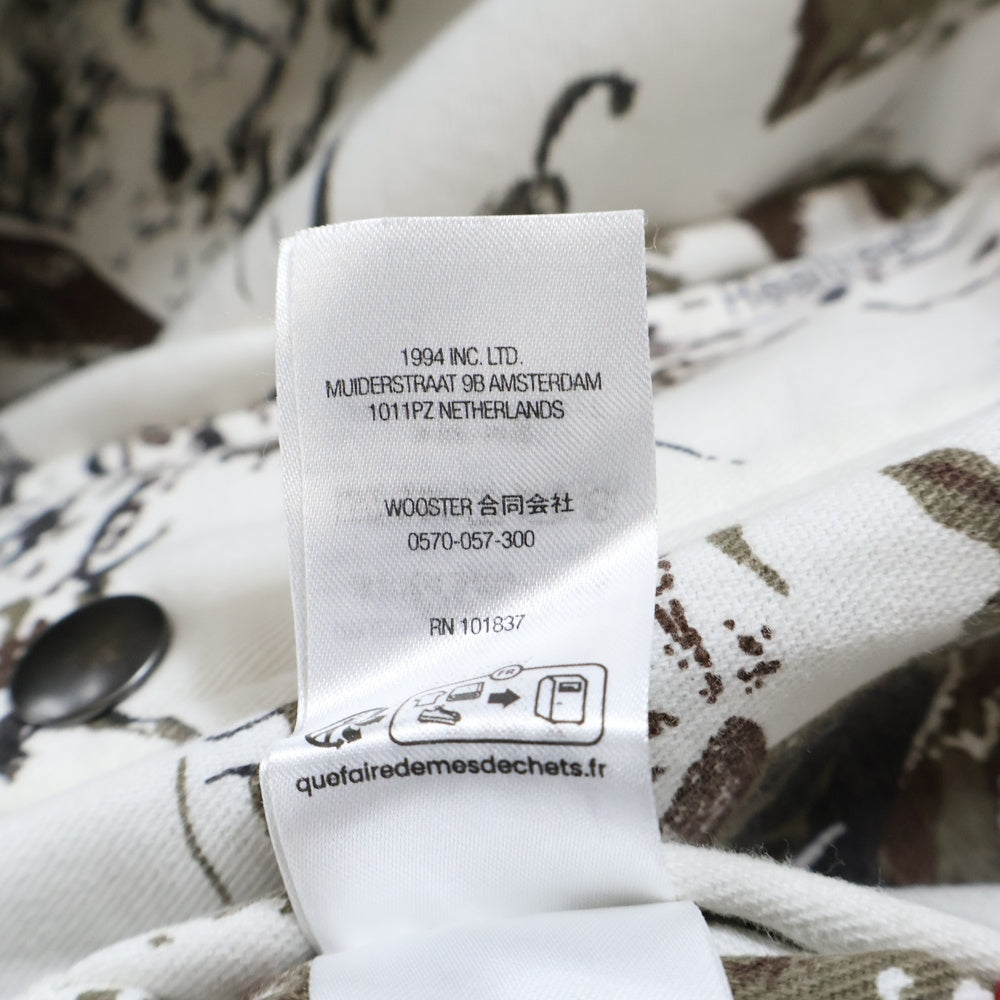 1994 INC. LTD.
MUIDERSTRAAT 9B AMSTERDAM
1011PZ NETHERLANDS
WOOSTER 合同会社
0570-057-300
RN 101837
FR
quefairedemesdechets.fr